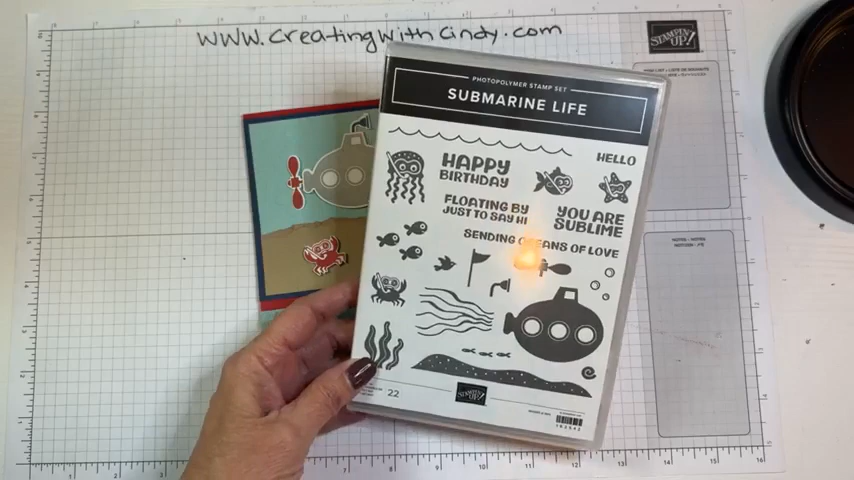 www.creatingwithcindy.com
STAMPIN' UP!
PHOTOPOLYMER STAMP SET
SUBMARINE LIFE
HAPPY
BIRTHDAY
HELLO
FLOATING BY
JUST TO SAY HI
YOU ARE
SUBLIME
SENDING OCEANS OF LOVE
22
STAMPIN' UP!